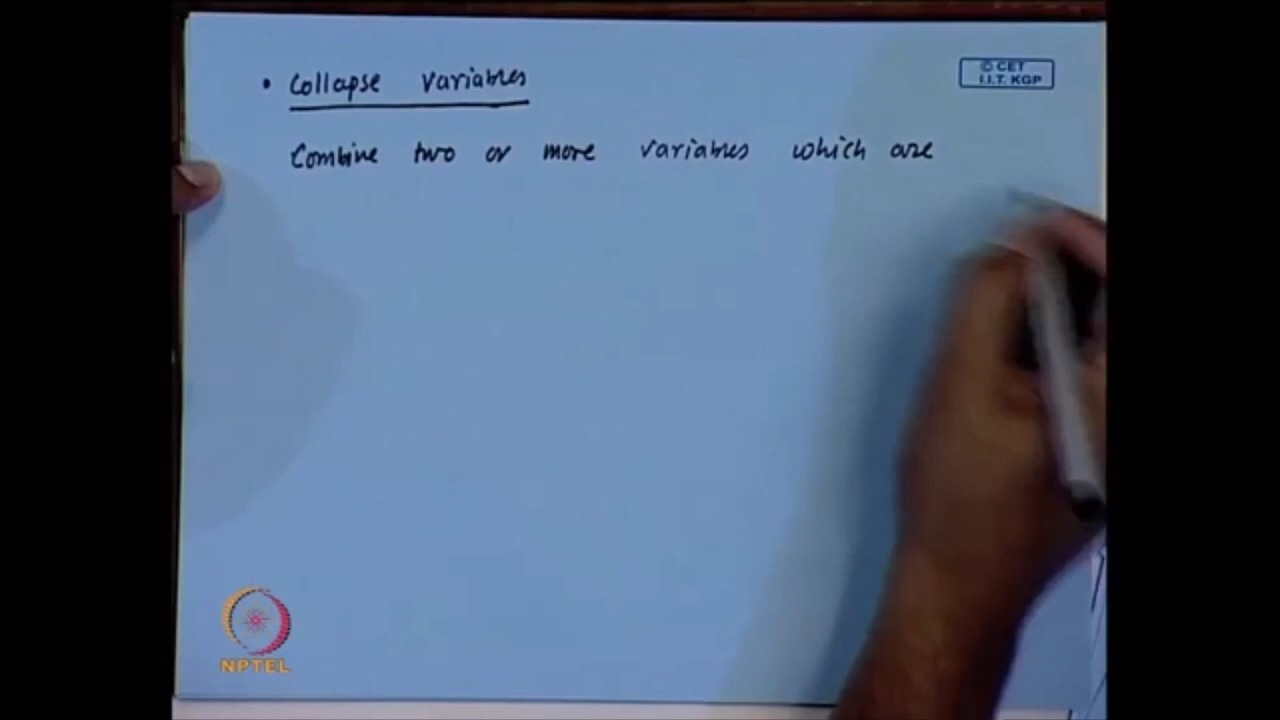 • Collapse variables
© CET
I.I.T. KGP
Combine two or more variables which are
NPTEL